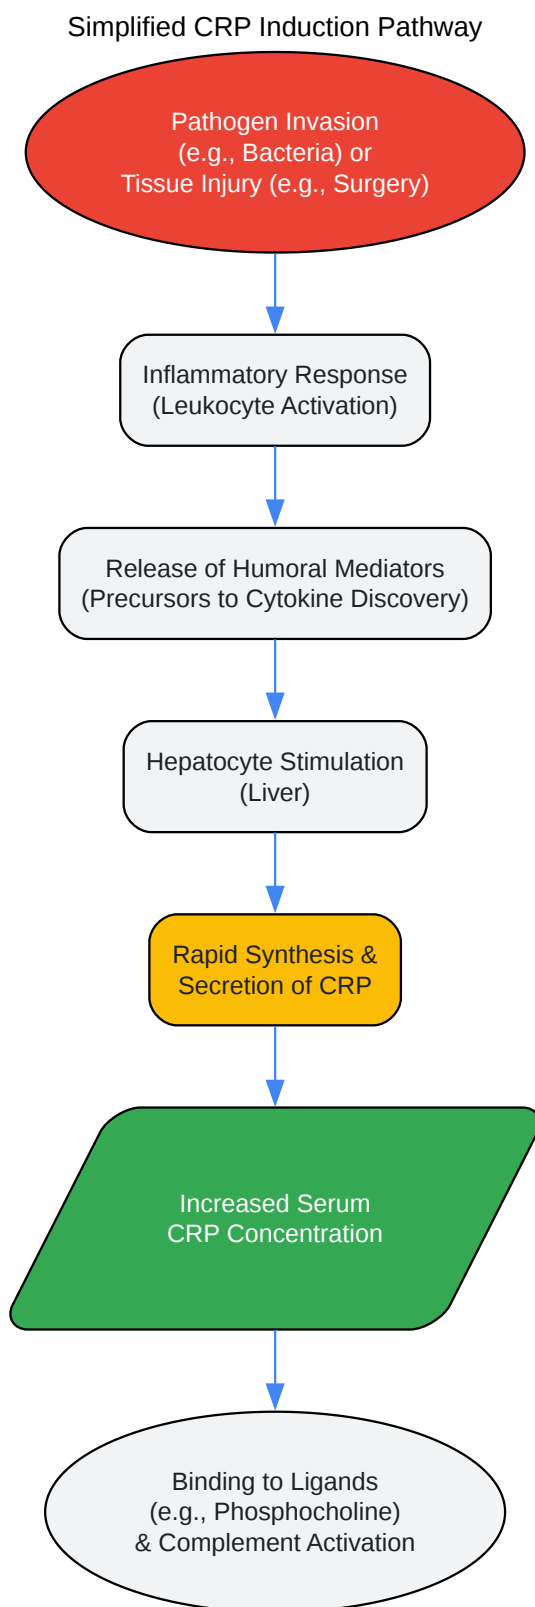 Simplified CRP Induction Pathway
Pathogen Invasion
(e.g., Bacteria) or
Tissue Injury (e.g., Surgery)
Inflammatory Response
(Leukocyte Activation)
Release of Humoral Mediators
(Precursors to Cytokine Discovery)
Hepatocyte Stimulation
(Liver)
Rapid Synthesis &
Secretion of CRP
Increased Serum
CRP Concentration
Binding to Ligands
(e.g., Phosphocholine)
& Complement Activation